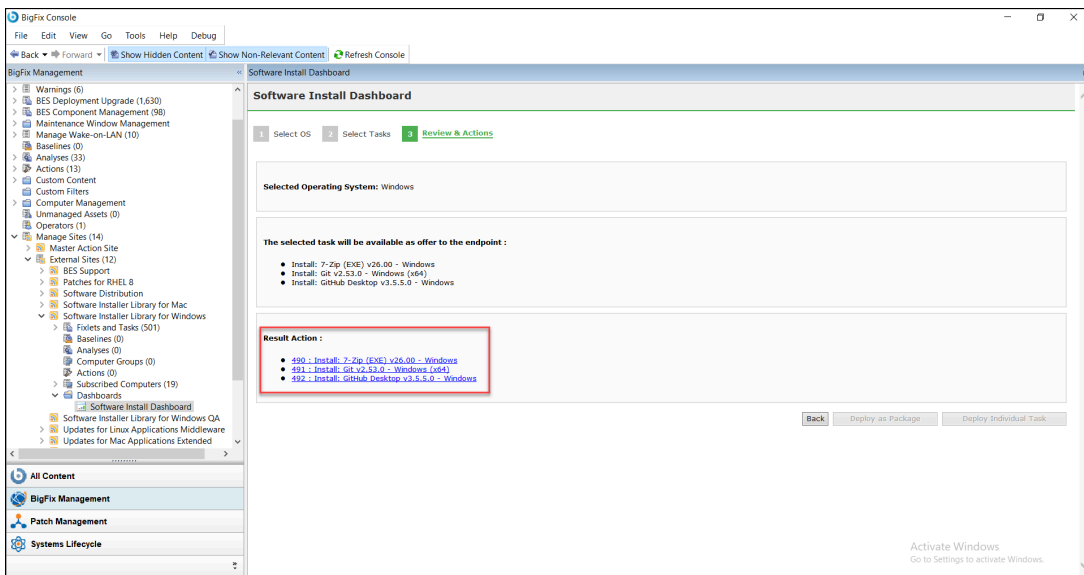 BigFix Console
File Edit View Go Tools Help Debug
Back Forward Show Hidden Content Show Non-Relevant Content Refresh Console
BigFix Management
Software Install Dashboard
Warnings (6)
BES Deployment Upgrade (1,630)
BES Component Management (98)
Maintenance Window Management
Manage Wake-on-LAN (10)
Baselines (0)
Analyses (33)
Actions (13)
Custom Content
Custom Filters
Computer Management
Unmanaged Assets (0)
Operators (1)
Manage Sites (14)
Master Action Site
External Sites (12)
BES Support
Patches for RHEL 8
Software Distribution
Software Installer Library for Mac
Software Installer Library for Windows
Fixlets and Tasks (501)
Baselines (0)
Analyses (0)
Computer Groups (0)
Actions (0)
Subscribed Computers (19)
Dashboards
Software Install Dashboard
Software Installer Library for Windows QA
Updates for Linux Applications Middleware
Updates for Mac Applications Extended
All Content
BigFix Management
Patch Management
Systems Lifecycle
Software Install Dashboard
1 Select OS 2 Select Tasks 3 Review & Actions
Selected Operating System: Windows
The selected task will be available as offer to the endpoint :
Install: 7-Zip (EXE) v26.00 - Windows
Install: Git v2.53.0 - Windows (x64)
Install: GitHub Desktop v3.5.5.0 - Windows
Result Action :
490 : Install: 7-Zip (EXE) v26.00 - Windows
491 : Install: Git v2.53.0 - Windows (x64)
492 : Install: GitHub Desktop v3.5.5.0 - Windows
Back Deploy as Package Deploy Individual Task
Activate Windows
Go to Settings to activate Windows.